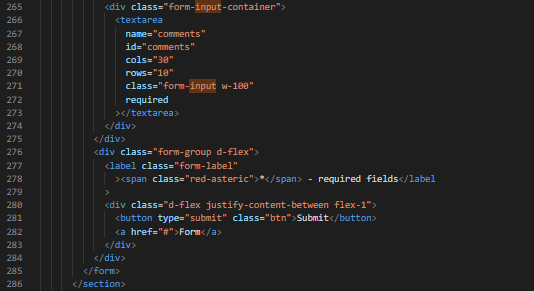 265 <div class="form-input-container">
266 <textarea
267 name="comments"
268 id="comments"
269 cols="30"
270 rows="10"
271 class="form-input w-100"
272 required
273 ></textarea>
274 </div>
275 </div>
276 <div class="form-group d-flex">
277 <label class="form-label"
278 ><span class="red-asteric">*</span> - required fields</label
279 >
280 <div class="d-flex justify-content-between flex-1">
281 <button type="submit" class="btn">Submit</button>
282 <a href="#">Form</a>
283 </div>
284 </div>
285 </form>
286 </section>